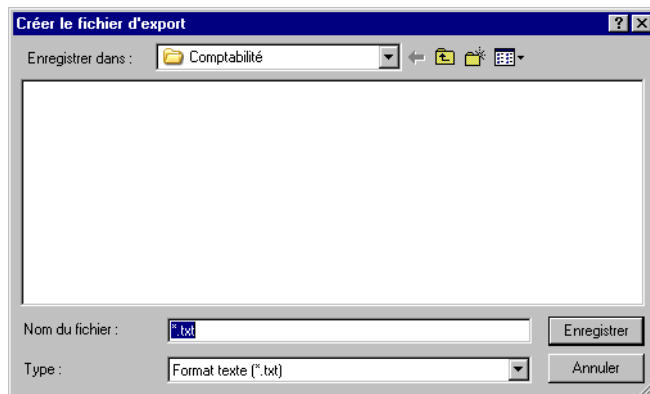 Créer le fichier d'export
Enregistrer dans : Comptabilité
Nom du fichier : *.txt Enregistrer
Type : Format texte (*.txt) Annuler